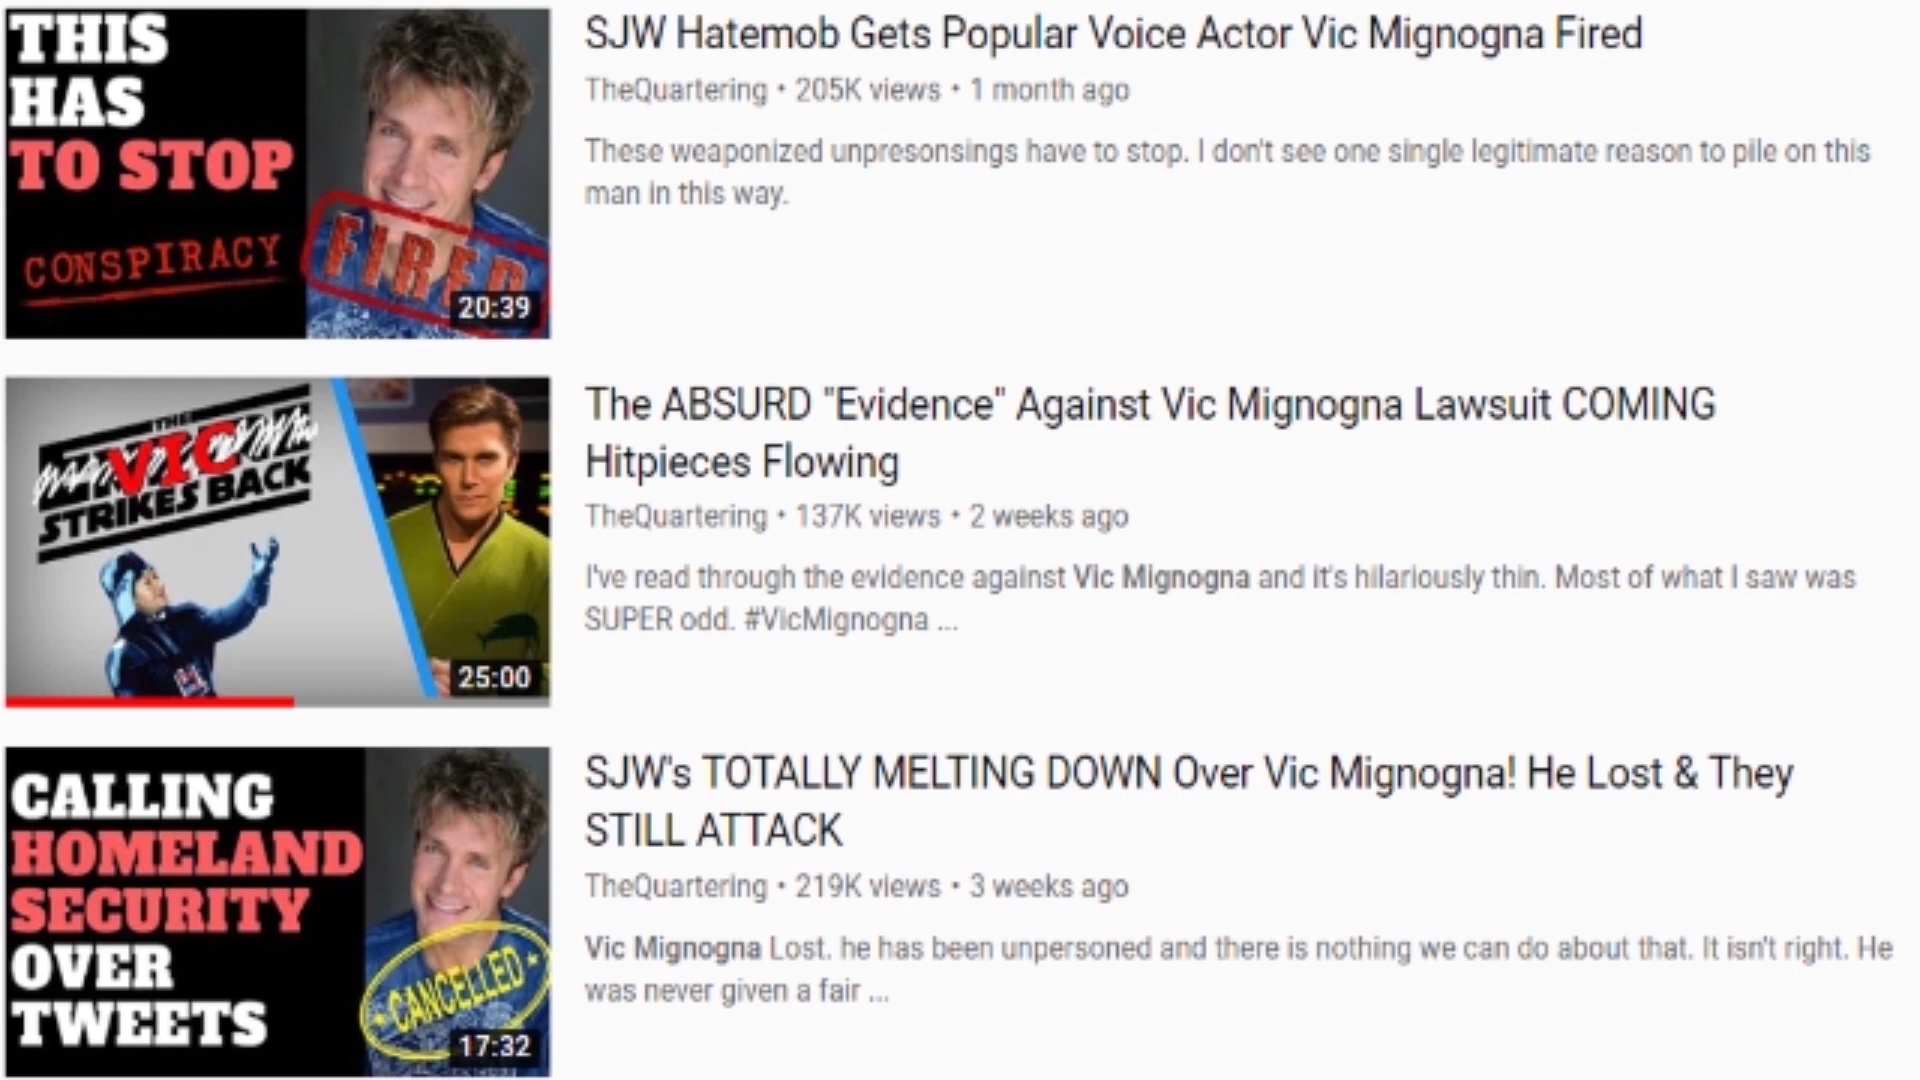 THIS
HAS
TO STOP
CONSPIRACY
FIRED
20:39
SJW Hatemob Gets Popular Voice Actor Vic Mignogna Fired
TheQuartering • 205K views • 1 month ago
These weaponized unpresonsings have to stop. I don't see one single legitimate reason to pile on this
man in this way.
THE
VIC
STRIKES BACK
25:00
The ABSURD "Evidence" Against Vic Mignogna Lawsuit COMING
Hitpieces Flowing
TheQuartering • 137K views • 2 weeks ago
I've read through the evidence against Vic Mignogna and it's hilariously thin. Most of what I saw was
SUPER odd. #VicMignogna ...
CALLING
HOMELAND
SECURITY
OVER
TWEETS
CANCELLED
17:32
SJW's TOTALLY MELTING DOWN Over Vic Mignogna! He Lost & They
STILL ATTACK
TheQuartering • 219K views • 3 weeks ago
Vic Mignogna Lost. he has been unpersoned and there is nothing we can do about that. It isn't right. He
was never given a fair ...